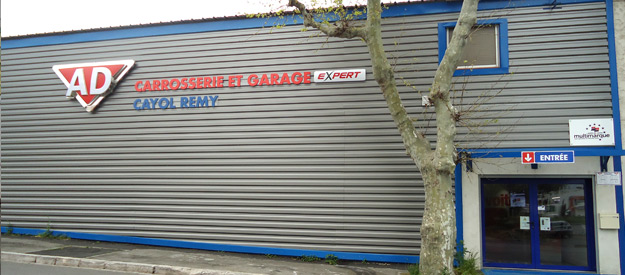 AD
CARROSSERIE ET GARAGE EXPERT
CAYOL REMY
multimarque
ENTRÉE